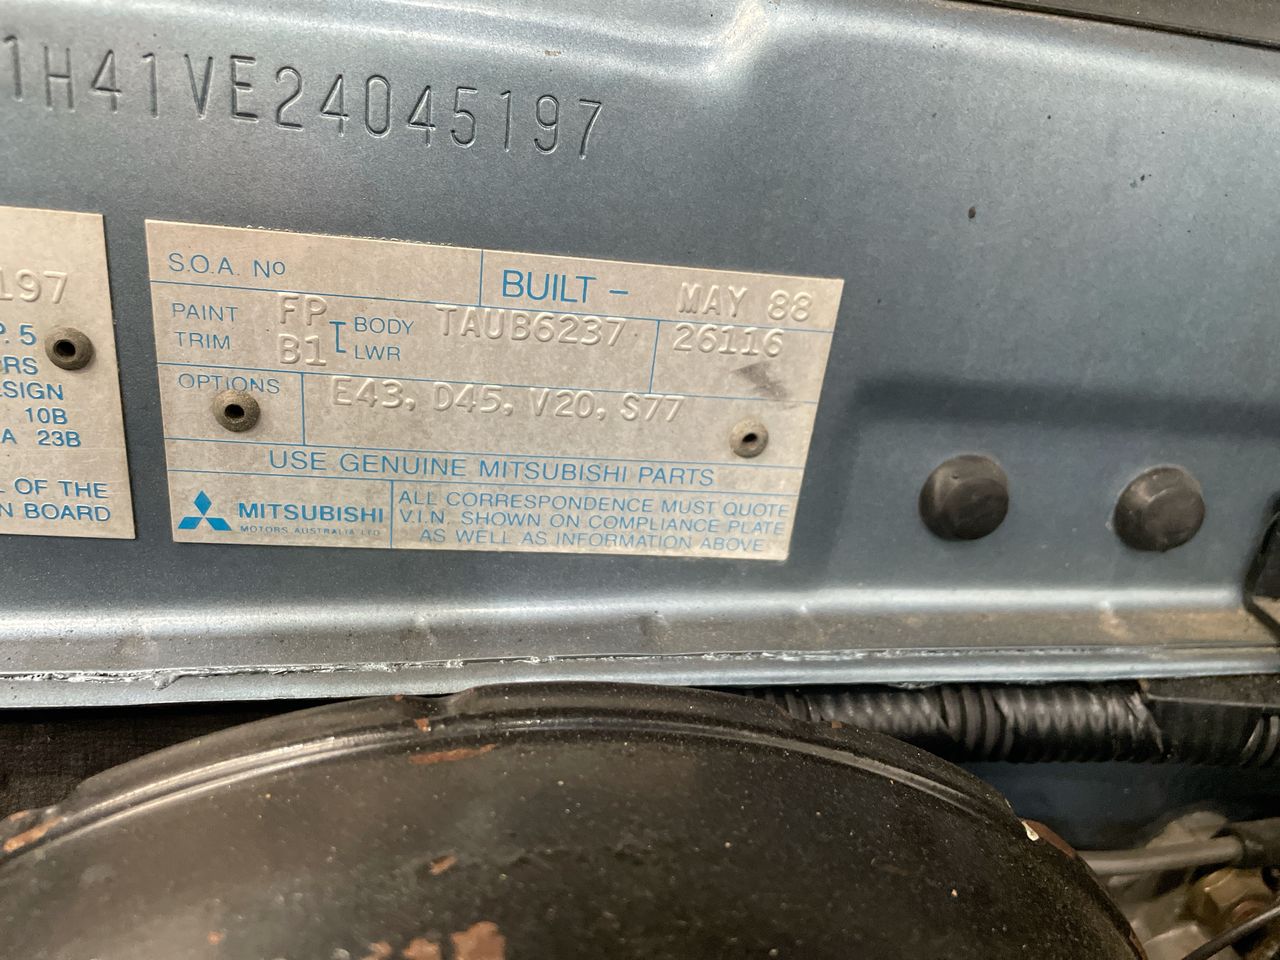 1H41VE24045197
197
P. 5
ORS
ESIGN
10B
A 23B
L OF THE
N BOARD
S.O.A. Nº
BUILT – MAY 88
PAINT FP BODY TAUB6237 26116
TRIM B1 LWR
OPTIONS E43, D45, V20, S77
USE GENUINE MITSUBISHI PARTS
MITSUBISHI
MOTORS AUSTRALIA LTD
ALL CORRESPONDENCE MUST QUOTE
V.I.N. SHOWN ON COMPLIANCE PLATE
AS WELL AS INFORMATION ABOVE